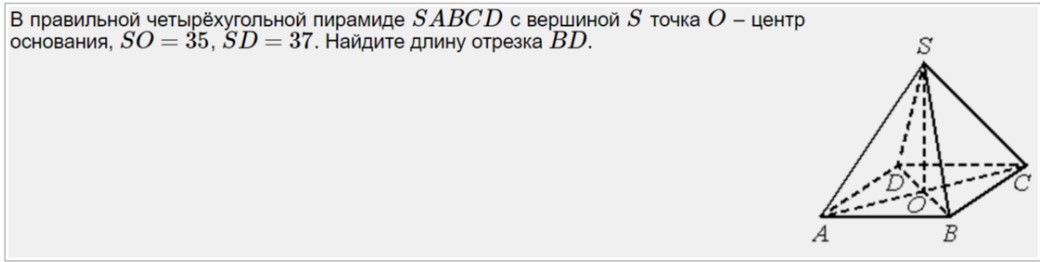 В правильной четырёхугольной пирамиде SABCD с вершиной S точка O – центр
основания, SO = 35, SD = 37. Найдите длину отрезка BD.
S
D
C
O
A
B